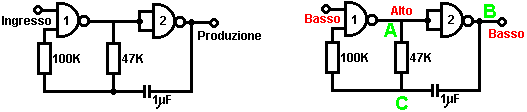 1
2
Ingresso
Produzione
100K
47K
1µF
Basso
1
Alto
2
B
A
Basso
100K
47K
C
1µF